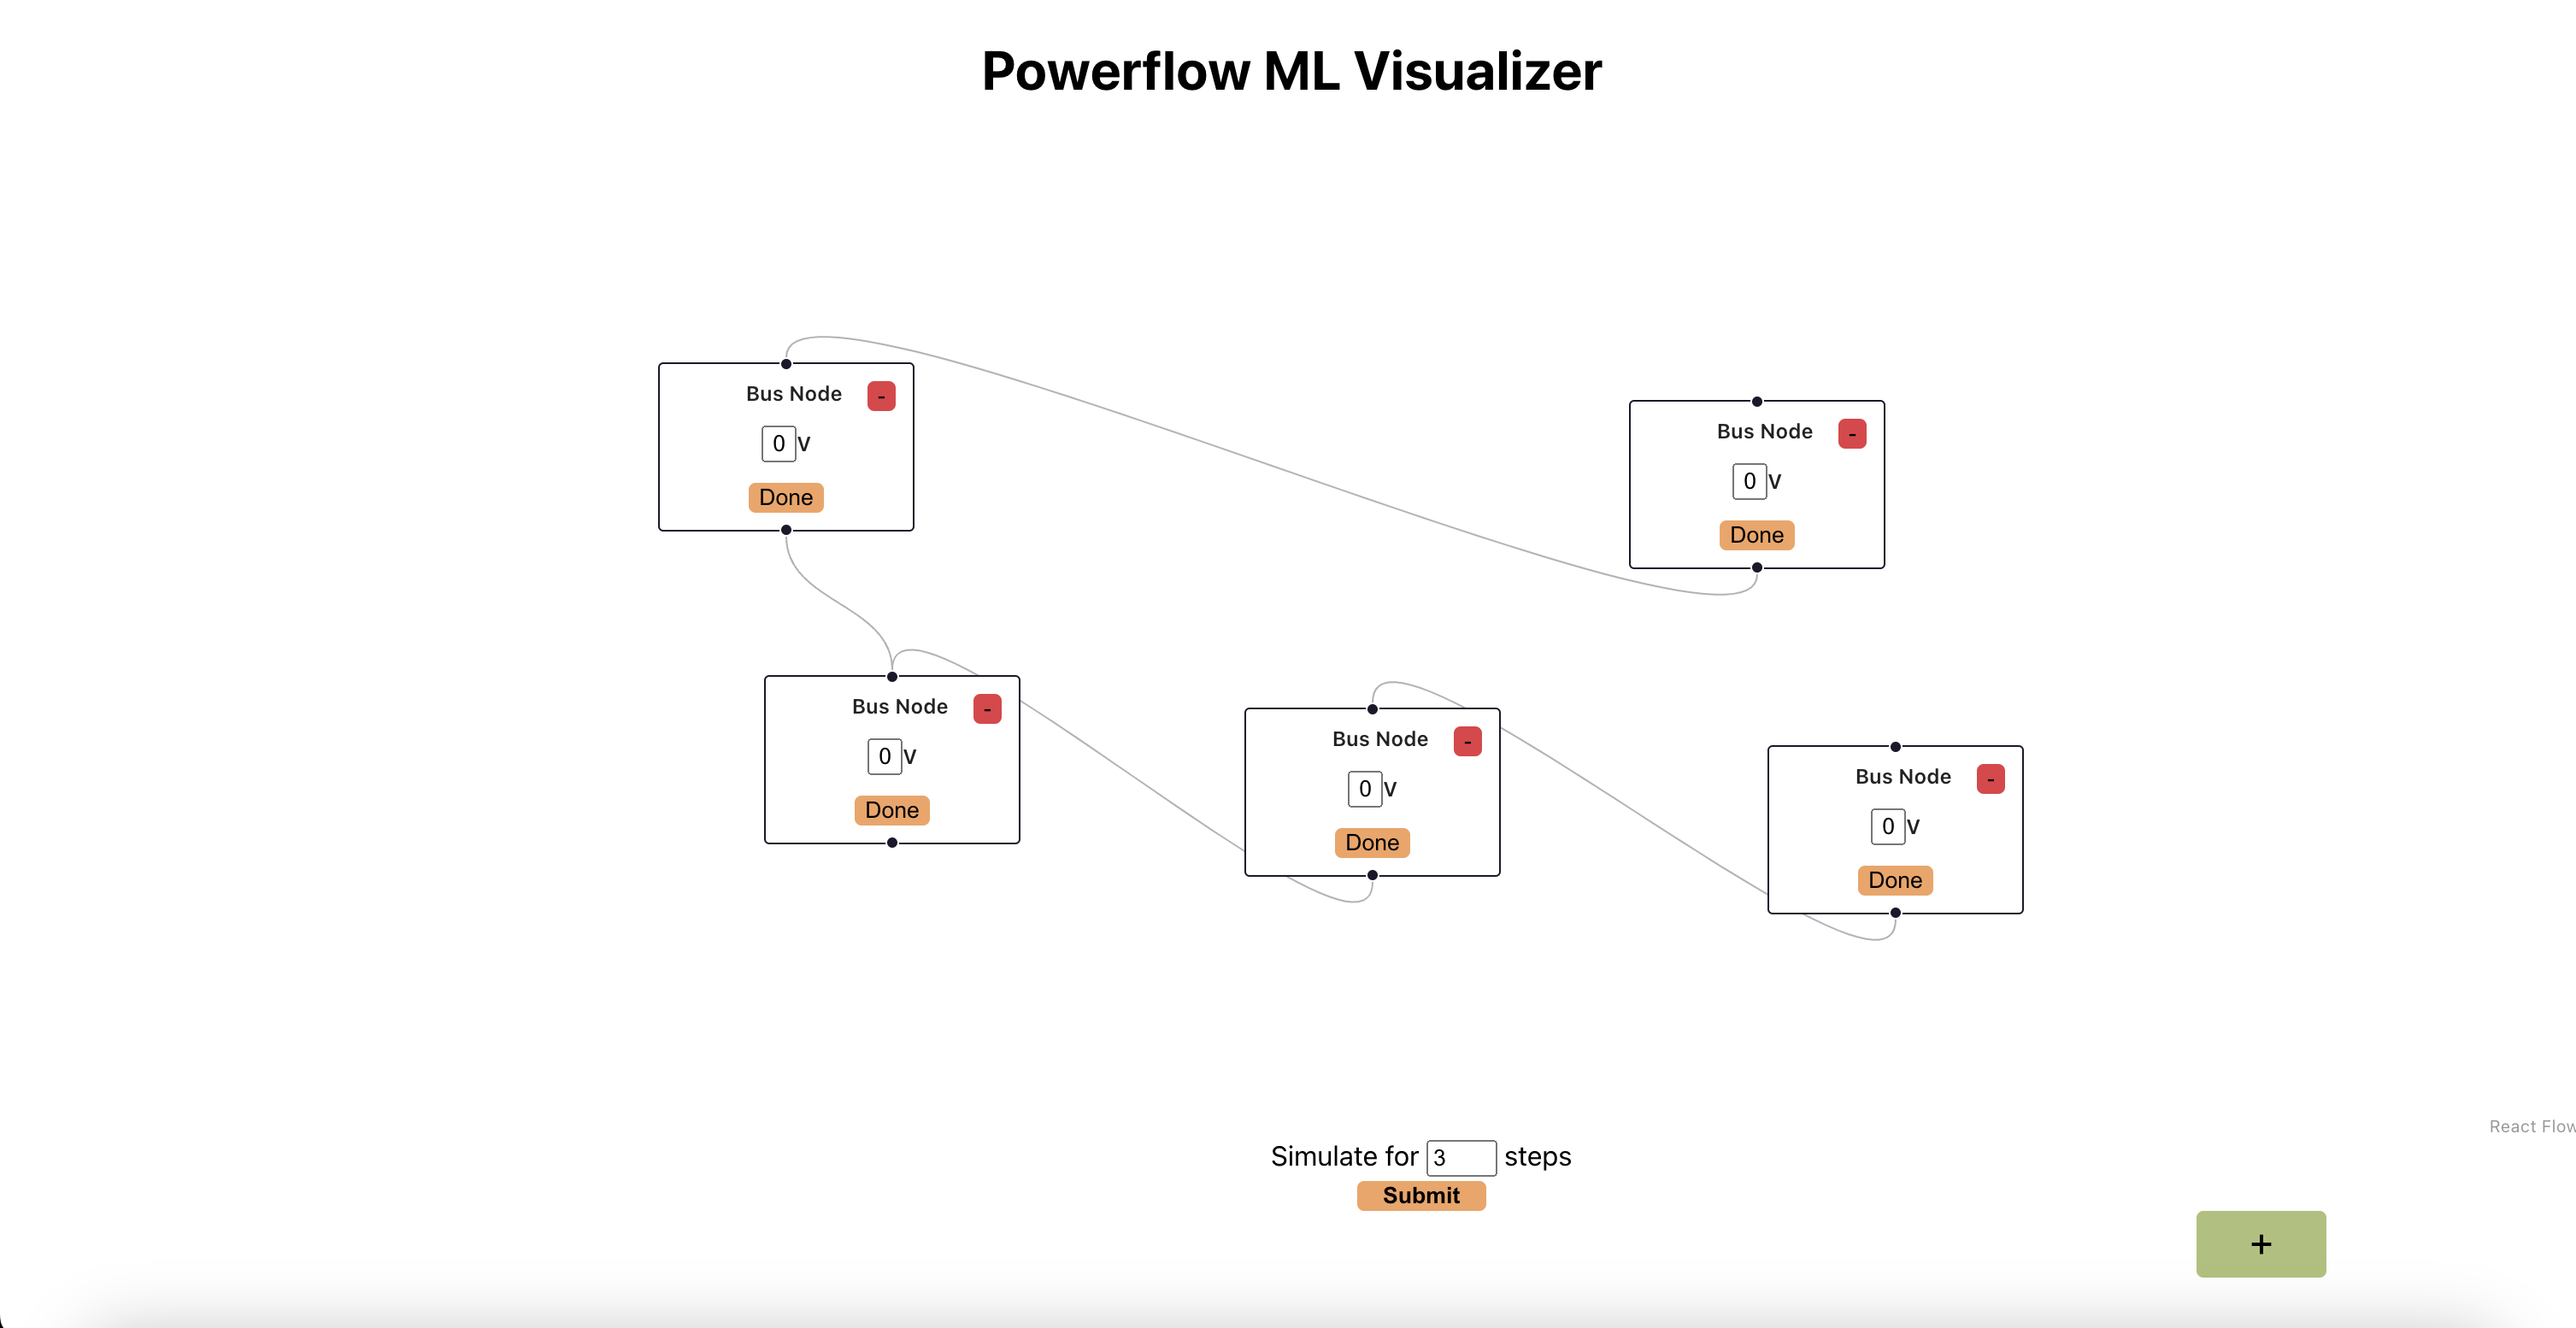 Powerflow ML Visualizer
Bus Node -
0 V
Done
Bus Node -
0 V
Done
Bus Node -
0 V
Done
Bus Node -
0 V
Done
Bus Node -
0 V
Done
React Flow
Simulate for 3 steps
Submit
+